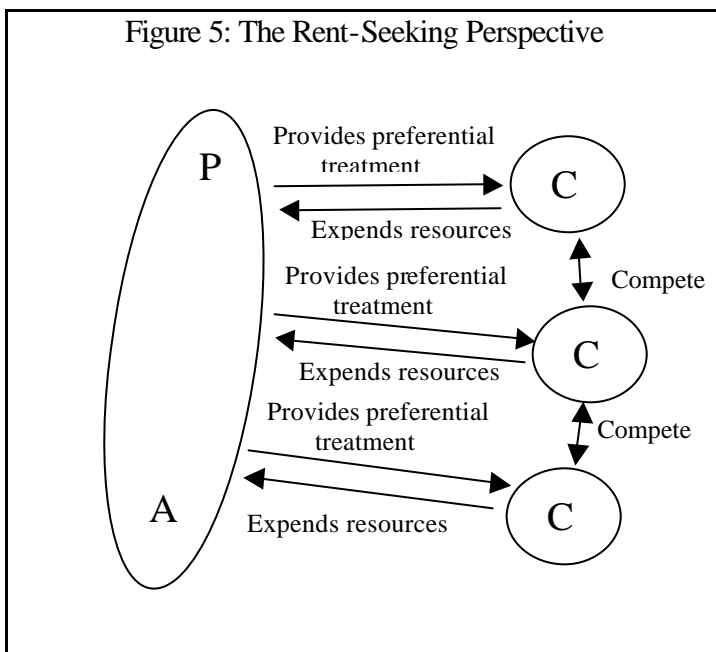 Figure 5: The Rent-Seeking Perspective
Provides preferential
treatment
P
C
Expends resources
Compete
Provides preferential
treatment
C
Expends resources
Compete
Provides preferential
treatment
A
C
Expends resources